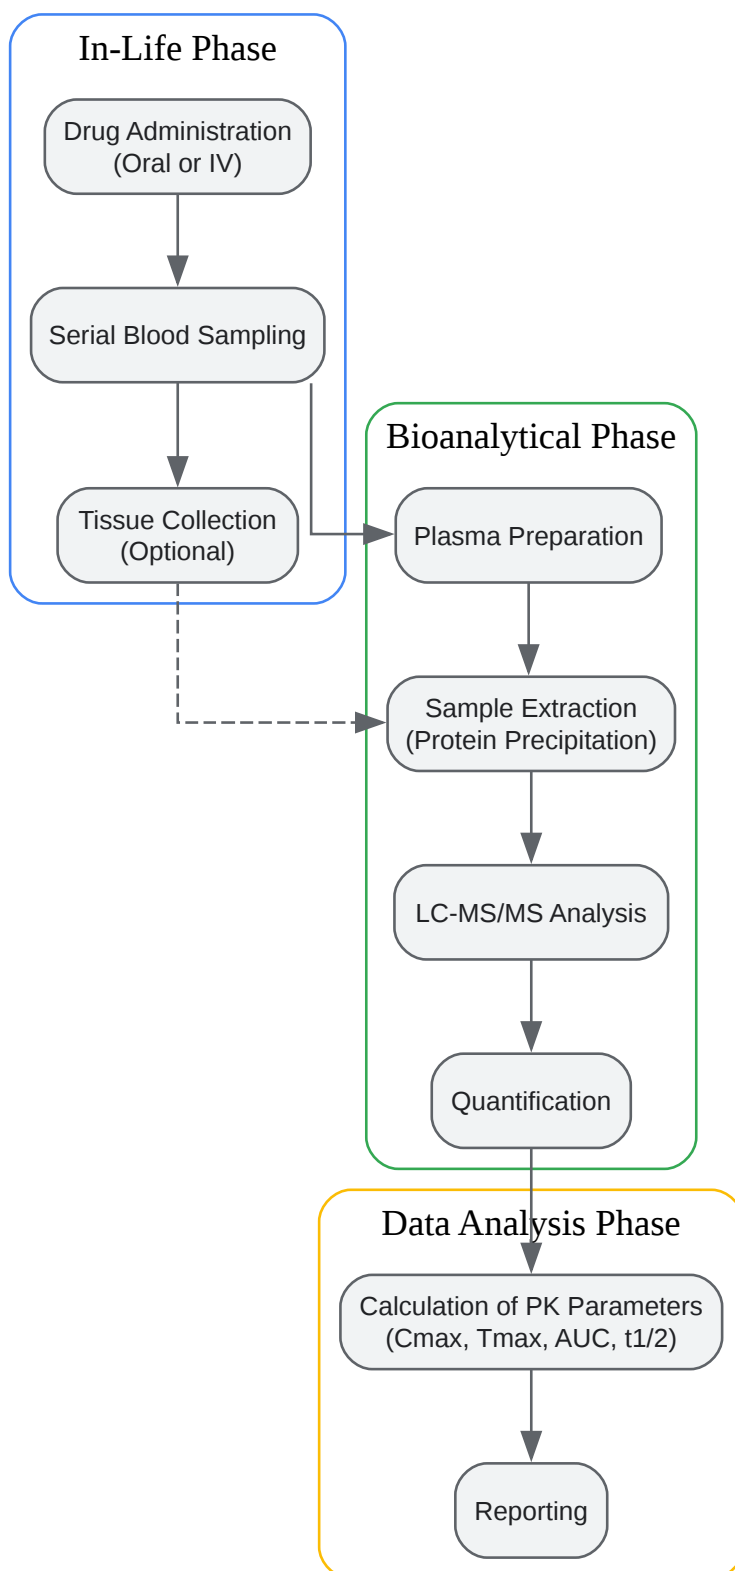 In-Life Phase
Drug Administration
(Oral or IV)
Serial Blood Sampling
Tissue Collection
(Optional)
Bioanalytical Phase
Plasma Preparation
Sample Extraction
(Protein Precipitation)
LC-MS/MS Analysis
Quantification
Data Analysis Phase
Calculation of PK Parameters
(Cmax, Tmax, AUC, t1/2)
Reporting